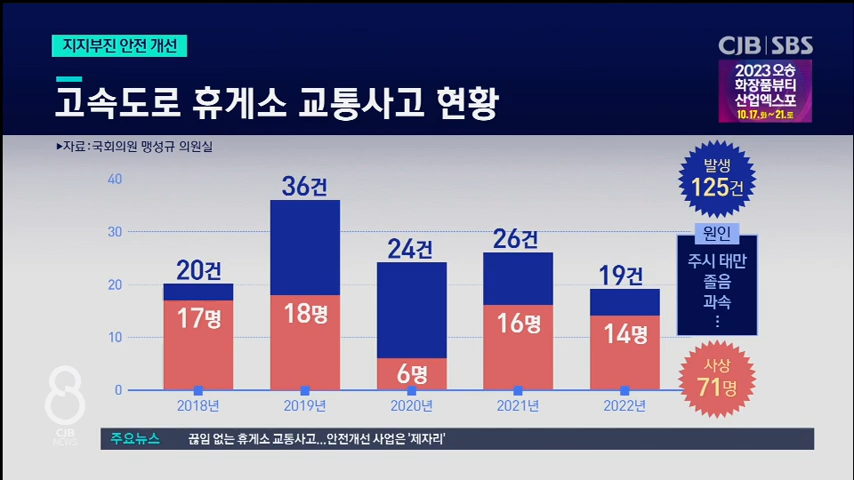 지지부진 안전 개선
CJB SBS
2023 오송
화장품뷰티
산업엑스포
10.17.화~21.토
고속도로 휴게소 교통사고 현황
▶자료:국회의원 맹성규 의원실
발생
125건
원인
주시 태만
졸음
과속
⋮
사상
71명
40
30
20
10
0
20건
36건
24건
26건
19건
17명
18명
6명
16명
14명
2018년
2019년
2020년
2021년
2022년
8
CJB
NEWS
주요뉴스 끊임 없는 휴게소 교통사고...안전개선 사업은 '제자리'